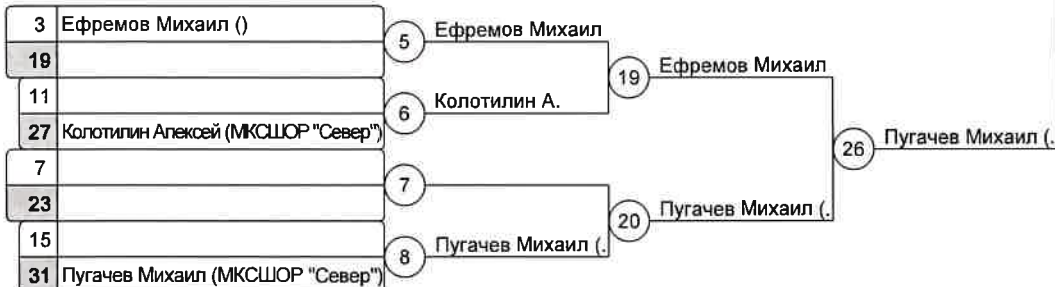 3 Ефремов Михаил ()
5 Ефремов Михаил
19
19 Ефремов Михаил
11
6 Колотилин А.
27 Колотилин Алексей (МКСШОР "Север")
26 Пугачев Михаил (.
7
7
23
20 Пугачев Михаил (.
15
8 Пугачев Михаил (.
31 Пугачев Михаил (МКСШОР "Север")